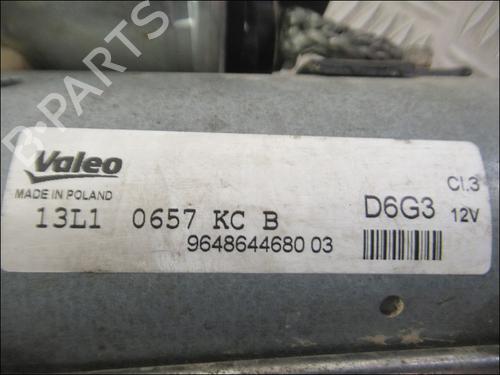 B-PARTS
Valeo
MADE IN POLAND
13L1 0657 KC B
9648644680 03
D6G3
Cl.3
12V